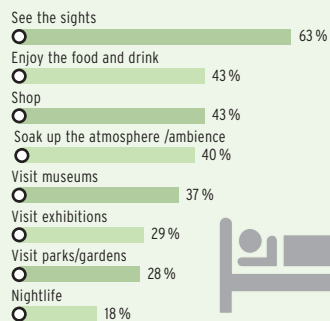 See the sights
63 %
Enjoy the food and drink
43 %
Shop
43 %
Soak up the atmosphere /ambience
40 %
Visit museums
37 %
Visit exhibitions
29 %
Visit parks/gardens
28 %
Nightlife
18 %